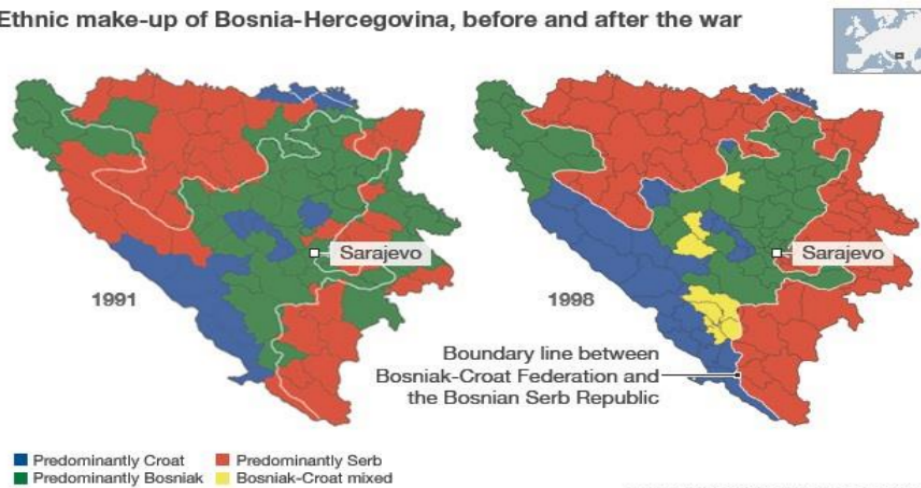 Ethnic make-up of Bosnia-Hercegovina, before and after the war
Sarajevo
1991
Sarajevo
1998
Boundary line between
Bosniak-Croat Federation and
the Bosnian Serb Republic
Predominantly Croat
Predominantly Serb
Predominantly Bosniak
Bosniak-Croat mixed